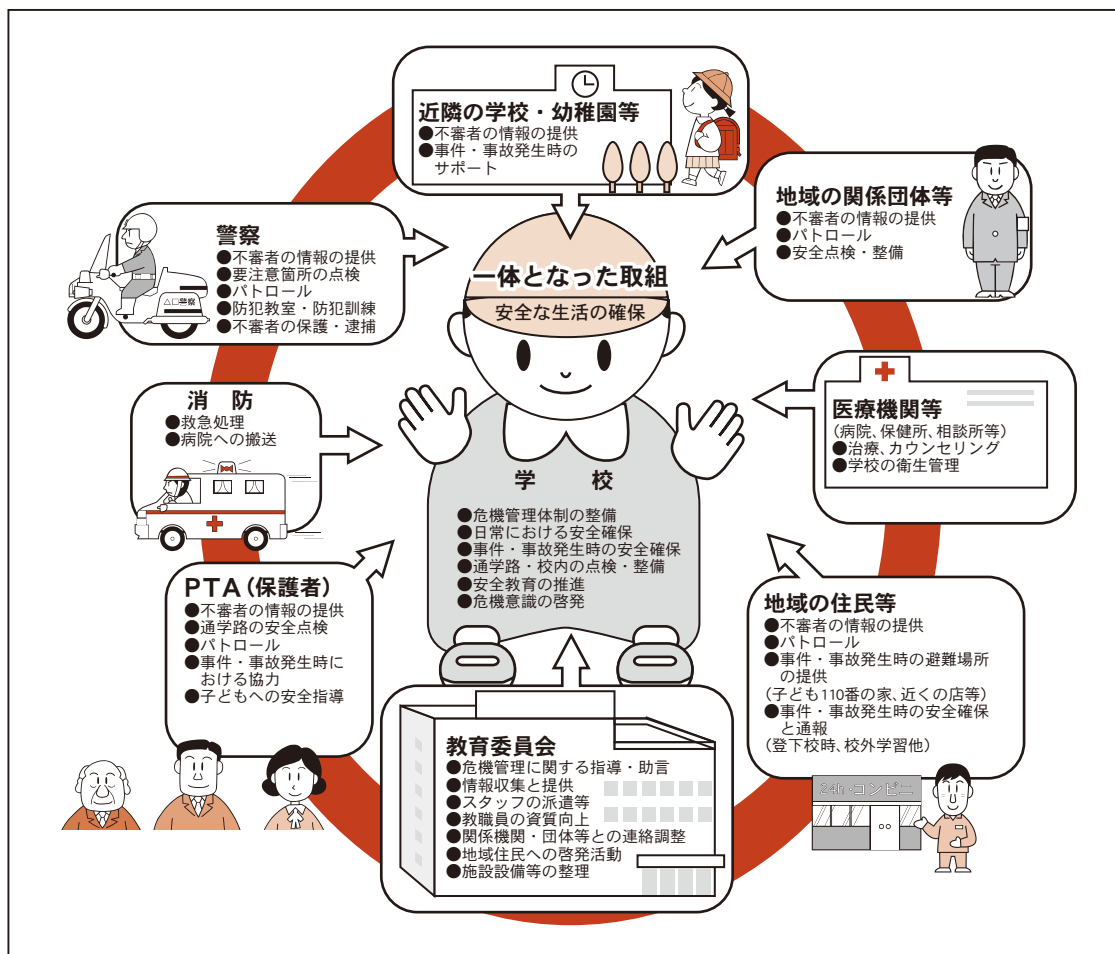 近隣の学校・幼稚園等
●不審者の情報の提供
●事件・事故発生時の
サポート
地域の関係団体等
●不審者の情報の提供
●パトロール
●安全点検・整備
警察
●不審者の情報の提供
●要注意箇所の点検
●パトロール
●防犯教室・防犯訓練
●不審者の保護・逮捕
△□警察
一体となった取組
安全な生活の確保
消　防
●救急処理
●病院への搬送
医療機関等
(病院、保健所、相談所等)
●治療、カウンセリング
●学校の衛生管理
学　校
●危機管理体制の整備
●日常における安全確保
●事件・事故発生時の安全確保
●通学路・校内の点検・整備
●安全教育の推進
●危機意識の啓発
PTA(保護者)
●不審者の情報の提供
●通学路の安全点検
●パトロール
●事件・事故発生時に
おける協力
●子どもへの安全指導
地域の住民等
●不審者の情報の提供
●パトロール
●事件・事故発生時の避難場所
の提供
(子ども110番の家、近くの店等)
●事件・事故発生時の安全確保
と通報
(登下校時、校外学習他)
24h・コンビニ
教育委員会
●危機管理に関する指導・助言
●情報収集と提供
●スタッフの派遣等
●教職員の資質向上
●関係機関・団体等との連絡調整
●地域住民への啓発活動
●施設設備等の整理